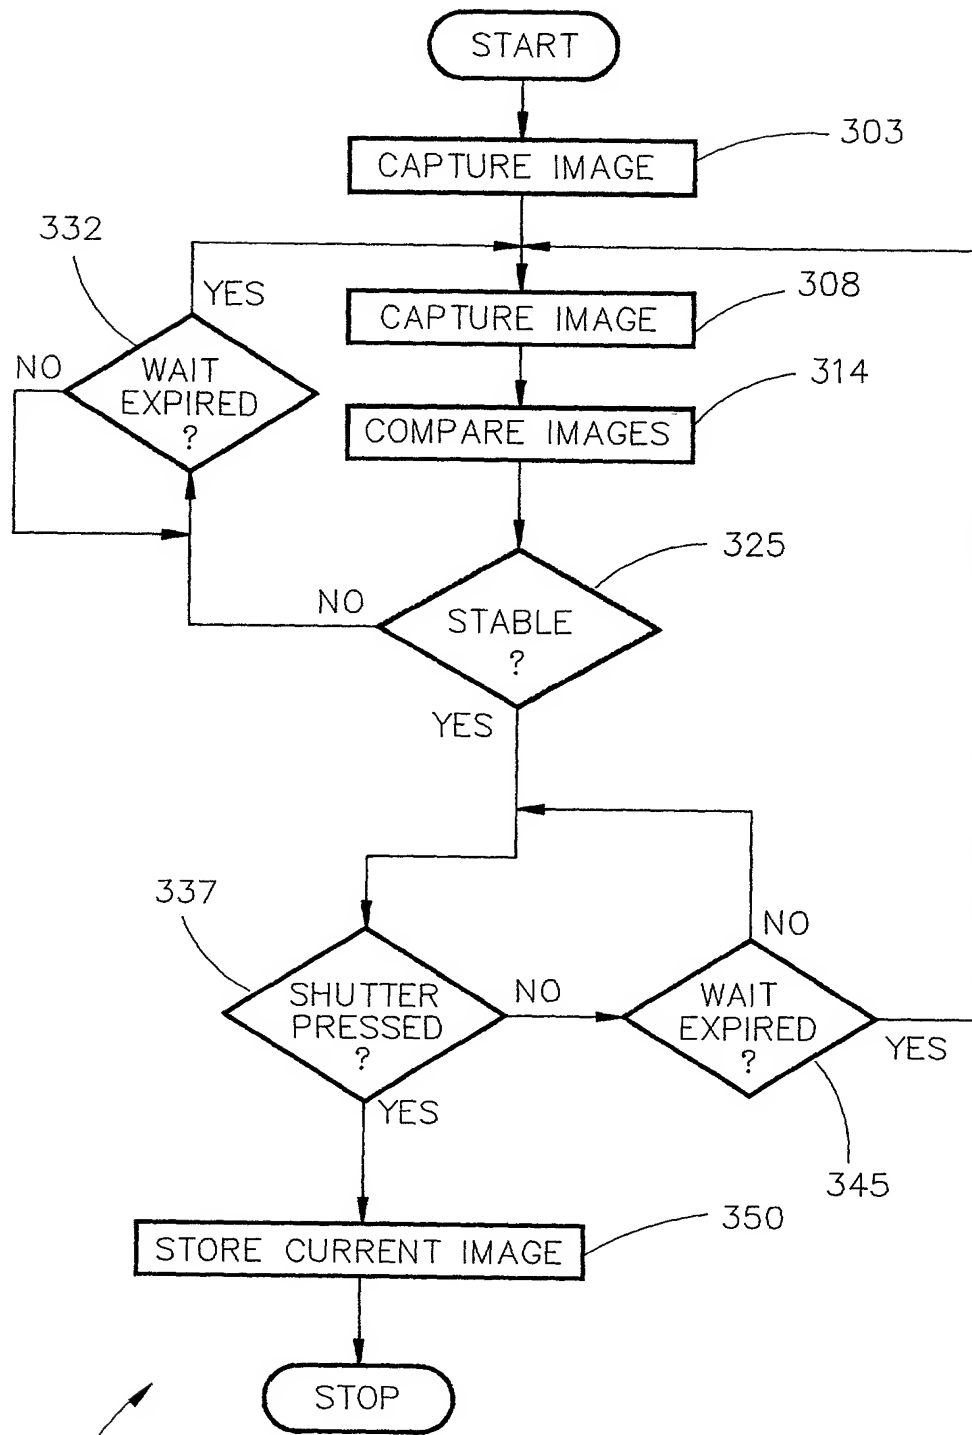 START
303
CAPTURE IMAGE
332
YES
308
CAPTURE IMAGE
NO
WAIT
EXPIRED
?
314
COMPARE IMAGES
325
NO
STABLE
?
YES
337
NO
SHUTTER
PRESSED
?
NO
WAIT
EXPIRED
?
YES
YES
345
350
STORE CURRENT IMAGE
STOP